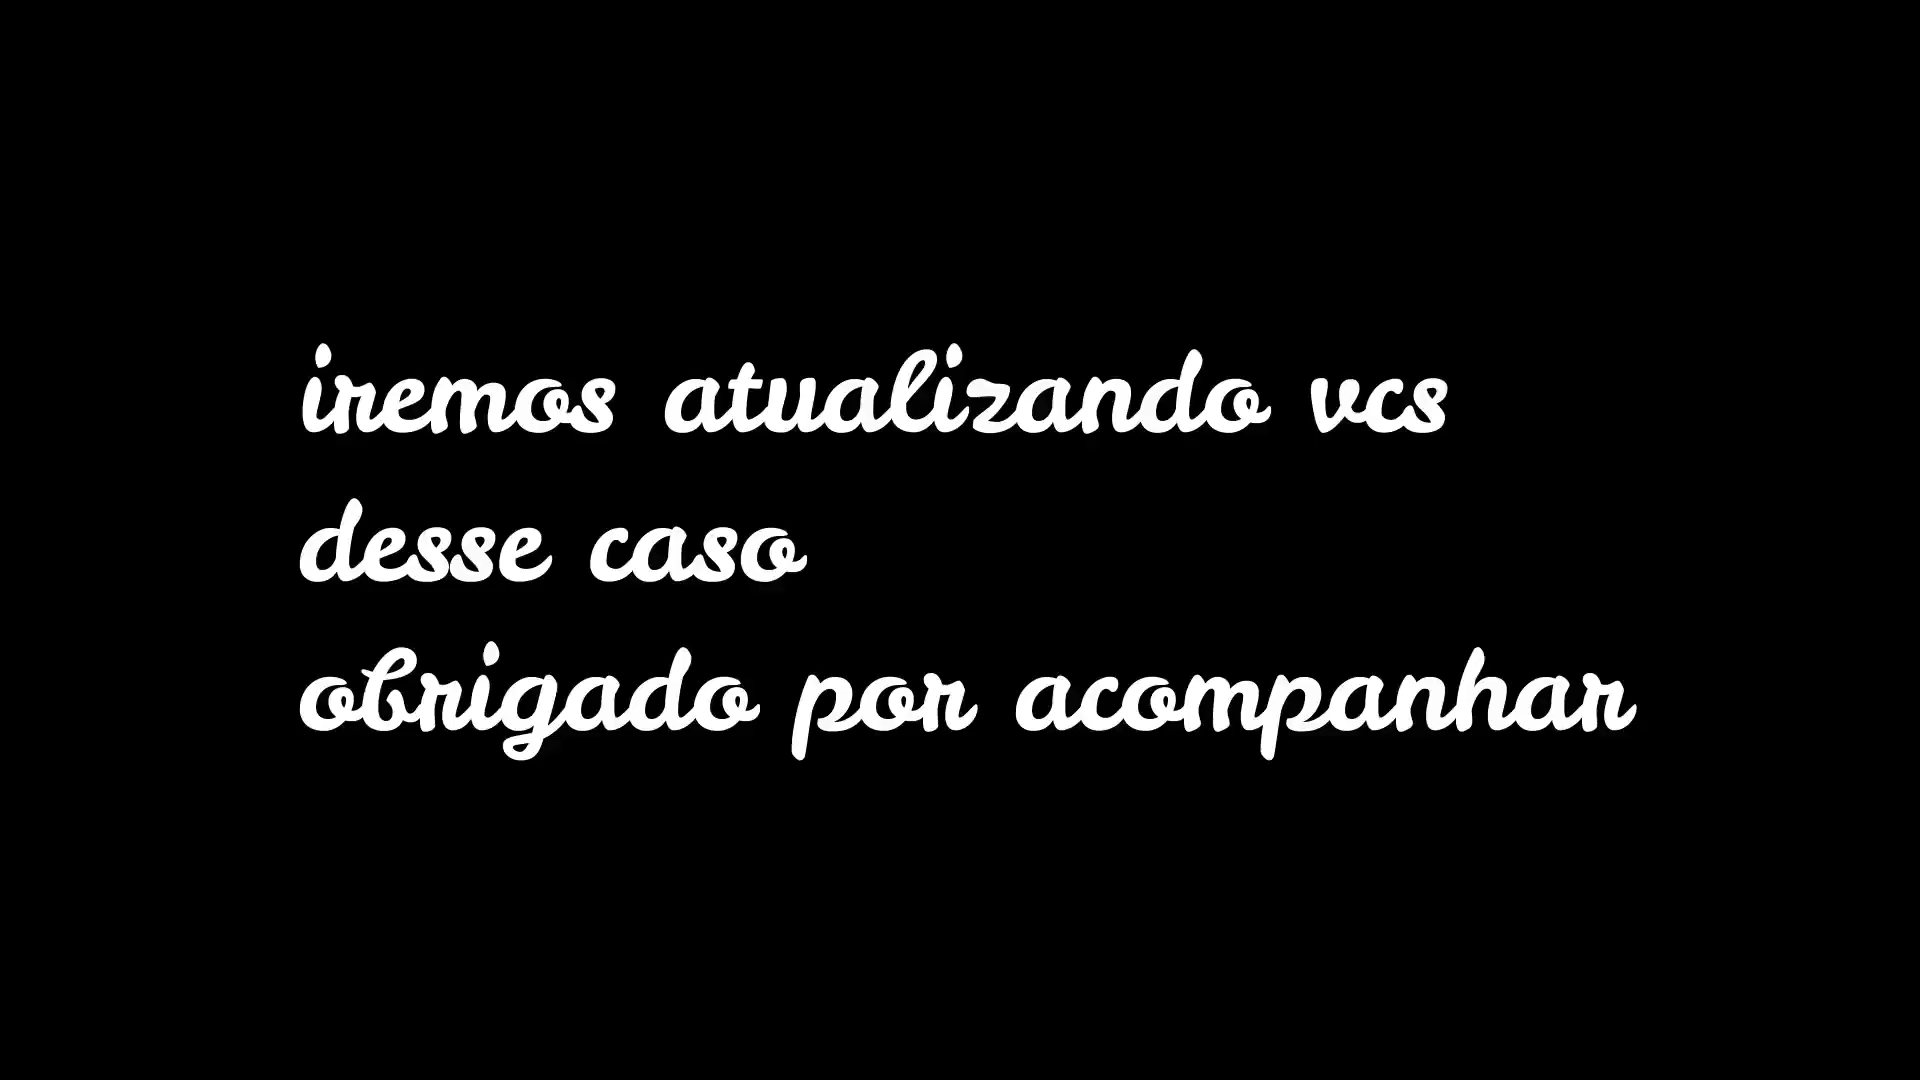 iremos atualizando vcs
desse caso
obrigado por acompanhar